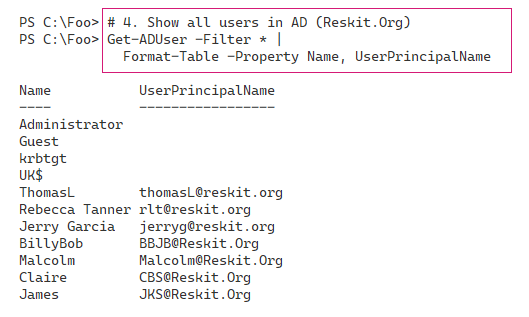 PS C:\Foo> # 4. Show all users in AD (Reskit.Org)
PS C:\Foo> Get-ADUser -Filter * |
Format-Table -Property Name, UserPrincipalName
Name UserPrincipalName
---- -----------------
Administrator
Guest
krbtgt
UK$
ThomasL thomasL@reskit.org
Rebecca Tanner rlt@reskit.org
Jerry Garcia jerryg@reskit.org
BillyBob BBJB@Reskit.Org
Malcolm Malcolm@Reskit.Org
Claire CBS@Reskit.Org
James JKS@Reskit.Org